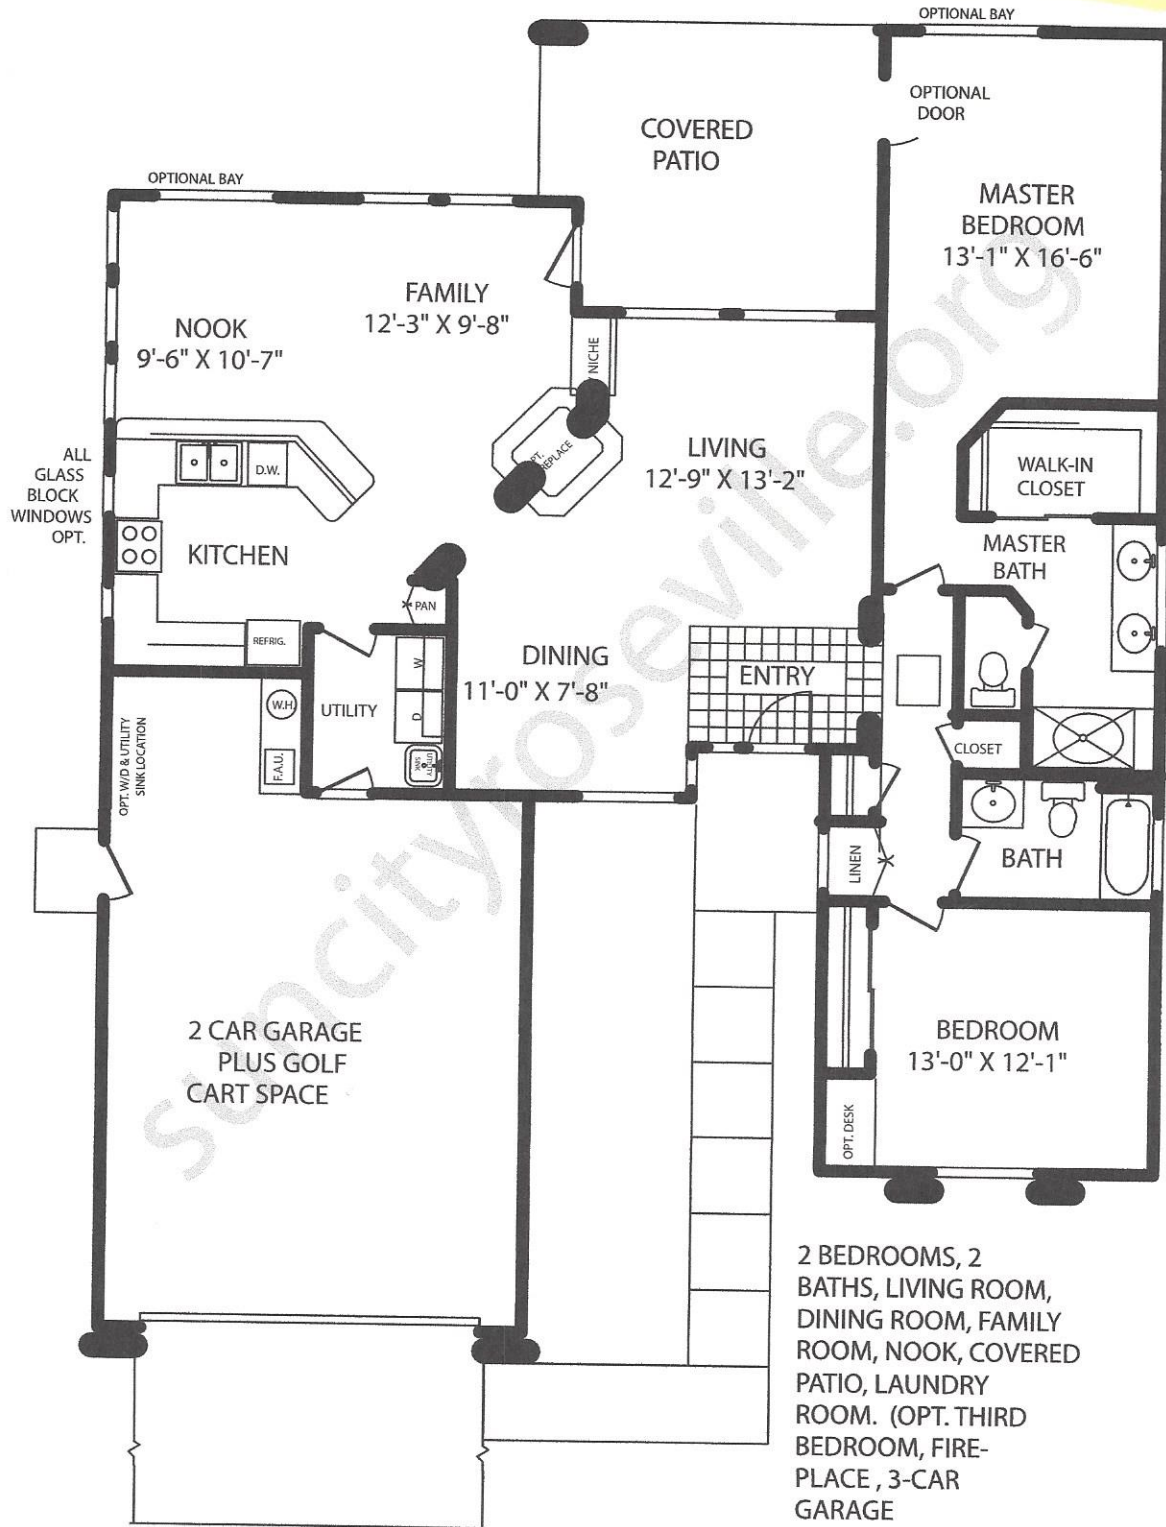 OPTIONAL BAY
OPTIONAL
DOOR
COVERED
PATIO
OPTIONAL BAY
MASTER
BEDROOM
13'-1" X 16'-6"
FAMILY
12'-3" X 9'-8"
NOOK
9'-6" X 10'-7"
NICHE
ALL
GLASS
BLOCK
WINDOWS
OPT.
D.W.
LIVING
12'-9" X 13'-2"
WALK-IN
CLOSET
KITCHEN
MASTER
BATH
PAN
REFRIG.
W
DINING
11'-0" X 7'-8"
ENTRY
UTILITY
W.H.
D
F.A.U.
UTILITY
SINK
OPT. W/D & UTILITY
SINK LOCATION
CLOSET
LINEN
BATH
2 CAR GARAGE
PLUS GOLF
CART SPACE
BEDROOM
13'-0" X 12'-1"
OPT. DESK
2 BEDROOMS, 2
BATHS, LIVING ROOM,
DINING ROOM, FAMILY
ROOM, NOOK, COVERED
PATIO, LAUNDRY
ROOM. (OPT. THIRD
BEDROOM, FIRE-
PLACE , 3-CAR
GARAGE
suncityroseville.org